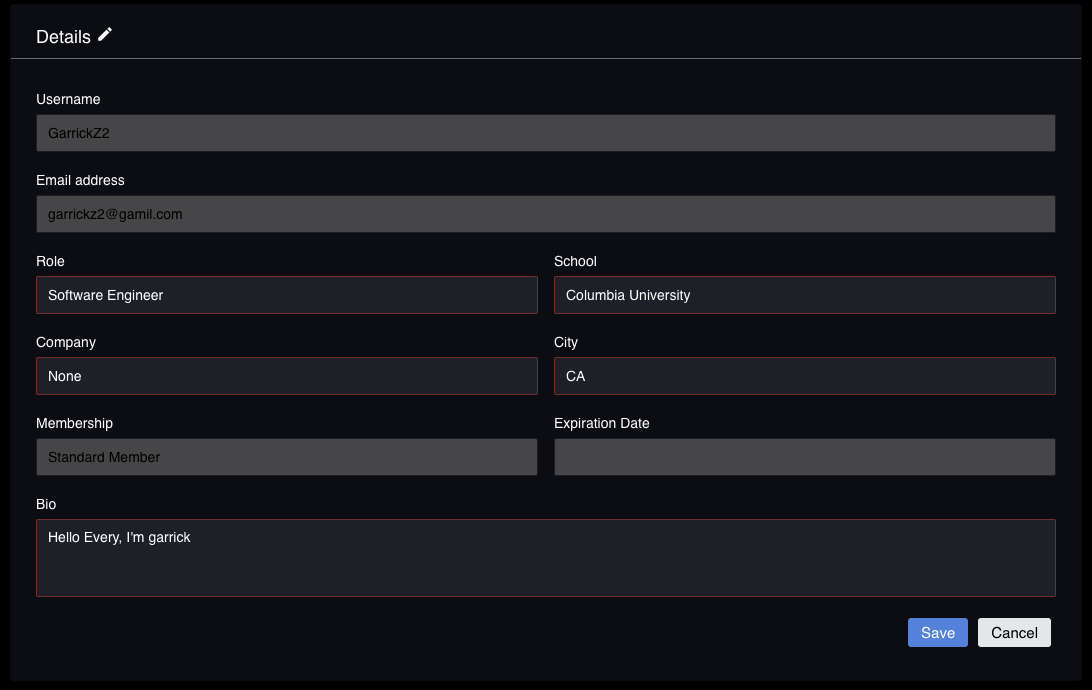 Details
Username
GarrickZ2
Email address
garrickz2@gamil.com
Role
School
Software Engineer
Columbia University
Company
City
None
CA
Membership
Expiration Date
Standard Member
Bio
Hello Every, I'm garrick
Save
Cancel